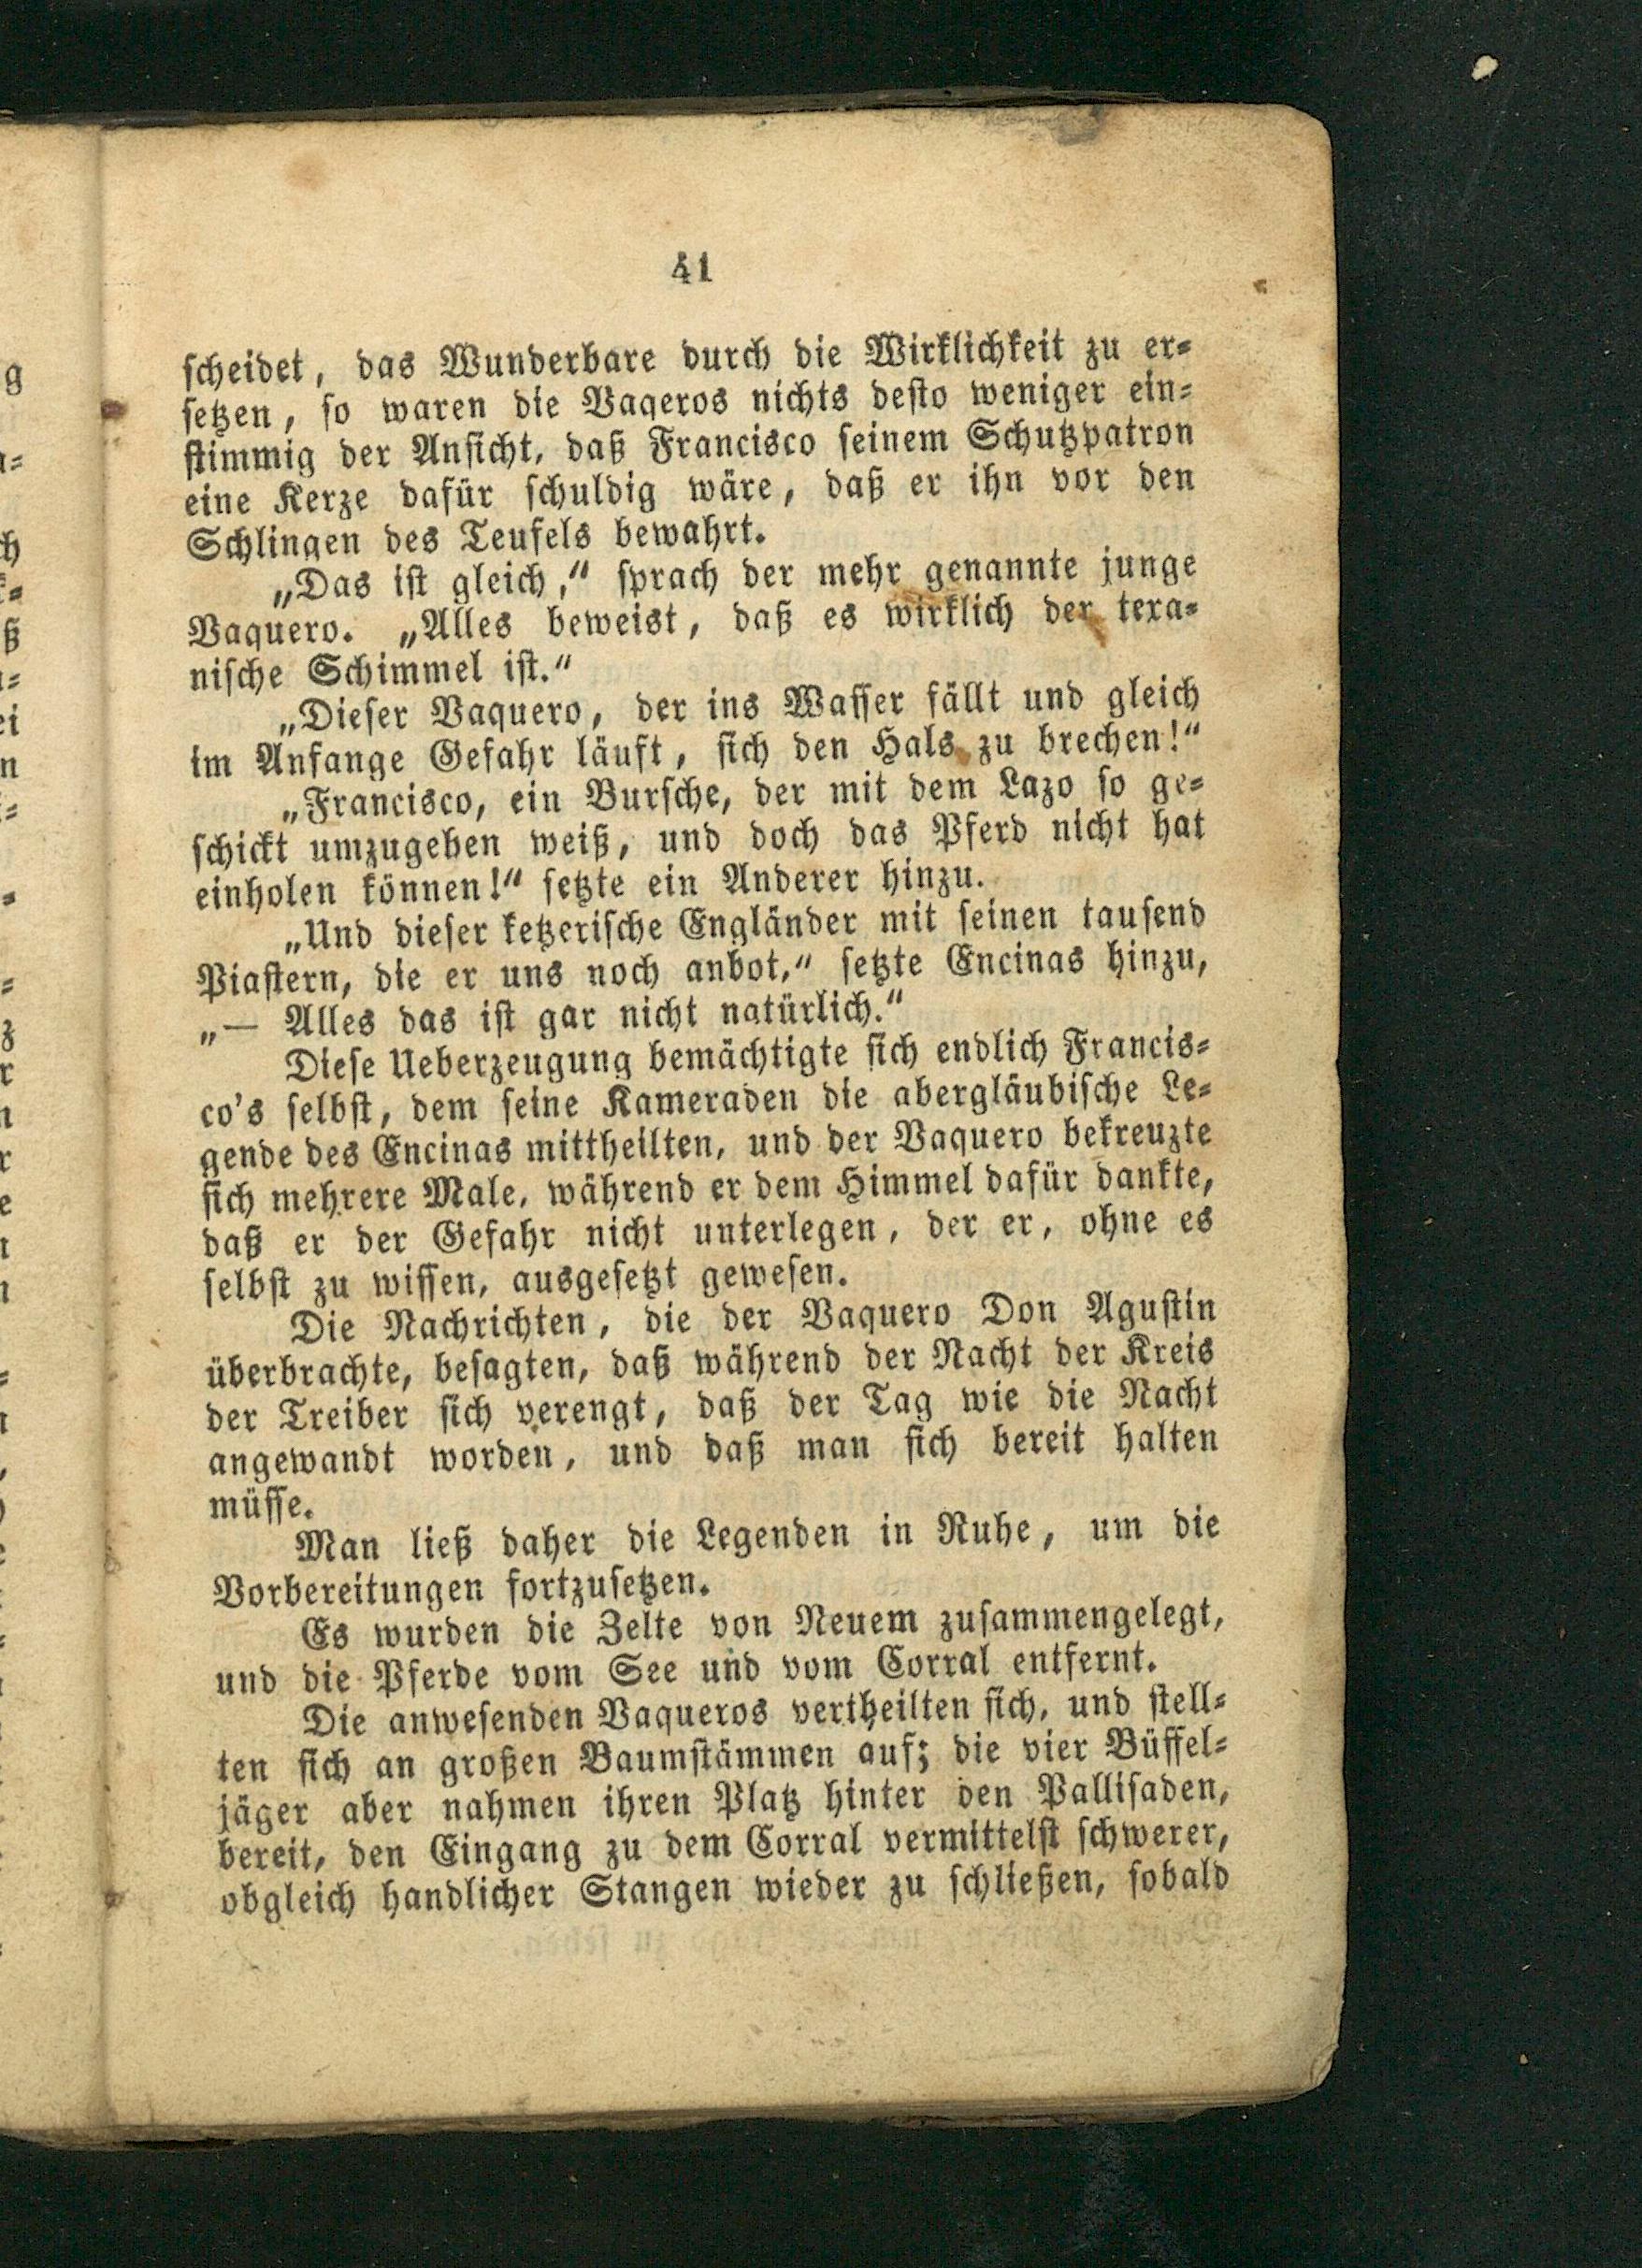 41
scheidet, das Wunderbare durch die Wirklichkeit zu er-
setzen, so waren die Vaqeros nichts desto weniger ein-
stimmig der Ansicht, daß Francisco seinem Schutzpatron
eine Kerze dafür schuldig wäre, daß er ihn vor den
Schlingen des Teufels bewahrt.
„Das ist gleich,“ sprach der mehr genannte junge
Vaquero. „Alles beweist, daß es wirklich der texa-
nische Schimmel ist.“
„Dieser Vaquero, der ins Wasser fällt und gleich
im Anfange Gefahr läuft, sich den Hals zu brechen!“
„Francisco, ein Bursche, der mit dem Lazo so ge-
schickt umzugehen weiß, und doch das Pferd nicht hat
einholen können!“ setzte ein Anderer hinzu.
„Und dieser ketzerische Engländer mit seinen tausend
Piastern, die er uns noch anbot,“ setzte Encinas hinzu,
„— Alles das ist gar nicht natürlich.“
Diese Ueberzeugung bemächtigte sich endlich Francis-
co's selbst, dem seine Kameraden die abergläubische Le-
gende des Encinas mittheilten, und der Vaquero bekreuzte
sich mehrere Male, während er dem Himmel dafür dankte,
daß er der Gefahr nicht unterlegen, der er, ohne es
selbst zu wissen, ausgesetzt gewesen.
Die Nachrichten, die der Vaquero Don Agustin
überbrachte, besagten, daß während der Nacht der Kreis
der Treiber sich verengt, daß der Tag wie die Nacht
angewandt worden, und daß man sich bereit halten
müsse.
Man ließ daher die Legenden in Ruhe, um die
Vorbereitungen fortzusetzen.
Es wurden die Zelte von Neuem zusammengelegt,
und die Pferde vom See und vom Corral entfernt.
Die anwesenden Vaqueros vertheilten sich, und stell-
ten sich an großen Baumstämmen auf; die vier Büffel-
jäger aber nahmen ihren Platz hinter den Pallisaden,
bereit, den Eingang zu dem Corral vermittelst schwerer,
obgleich handlicher Stangen wieder zu schließen, sobald